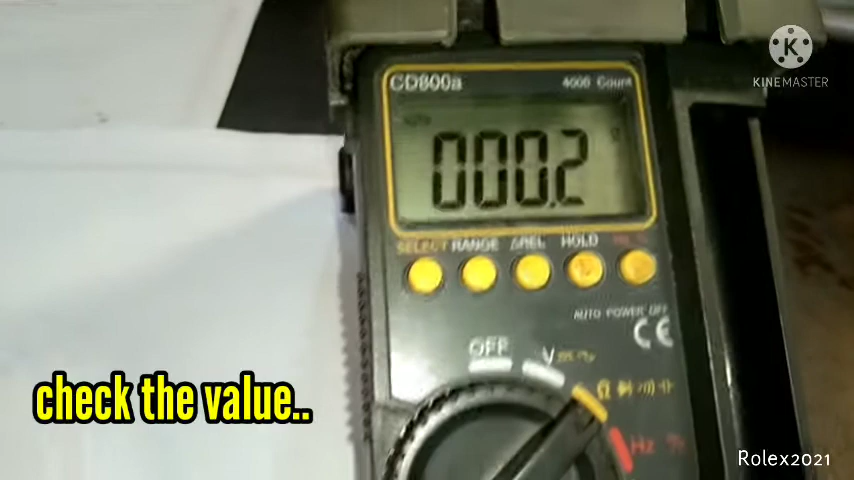 KINEMASTER
CD800a
4000 Count
000.2
SELECT RANGE ΔREL HOLD
AUTO POWER OFF
CE
OFF
V
Ω
Hz %
check the value..
Rolex2021